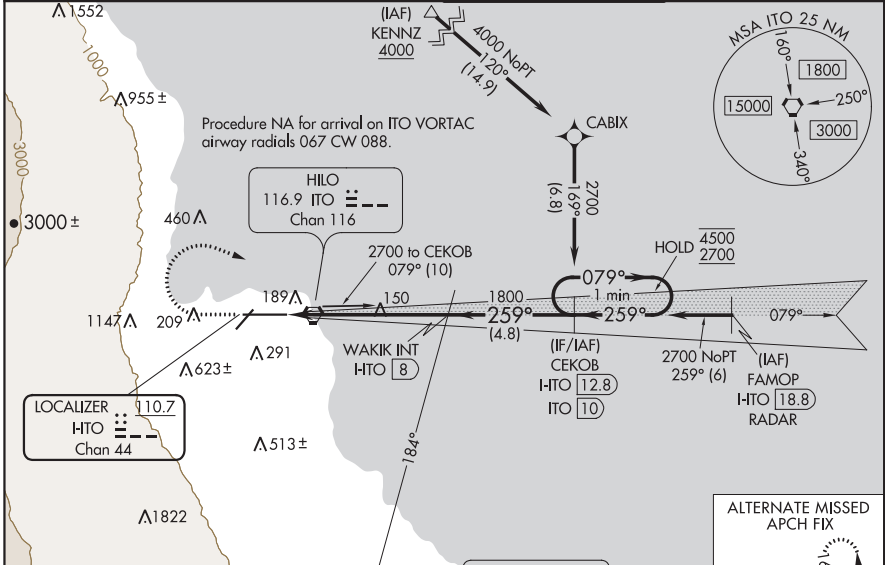 1552
(IAF)
KENNZ
4000
4000 NoPT
120°
(14.9)
MSA ITO 25 NM
160°
1800
15000
250°
3000
340°
1000
955 ±
Procedure NA for arrival on ITO VORTAC
airway radials 067 CW 088.
CABIX
3000
HILO
116.9 ITO
Chan 116
2700
169°
(6.8)
3000 ±
460
HOLD
4500
2700
2700 to CEKOB
079° (10)
079°
1 min
189
150
1800
259°
259°
079°
(4.8)
1147
209
WAKIK INT
I-ITO 8
(IF/IAF)
CEKOB
I-ITO 12.8
ITO 10
2700 NoPT
259° (6)
(IAF)
FAMOP
I-ITO 18.8
RADAR
291
623 ±
LOCALIZER 110.7
I-ITO
Chan 44
513 ±
184°
1822
ALTERNATE MISSED
APCH FIX